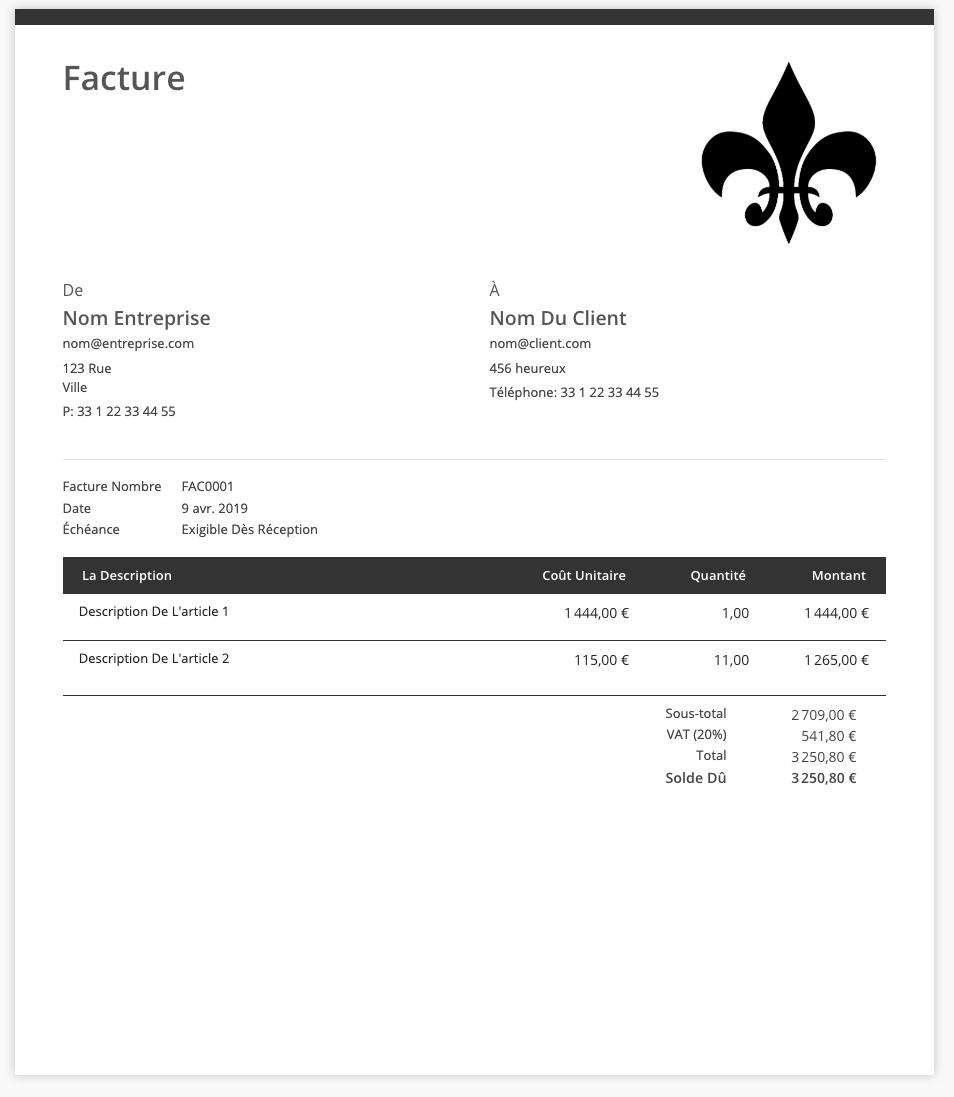 Facture
De
Nom Entreprise
nom@entreprise.com
123 Rue
Ville
P: 33 1 22 33 44 55
À
Nom Du Client
nom@client.com
456 heureux
Téléphone: 33 1 22 33 44 55
Facture Nombre FAC0001
Date 9 avr. 2019
Échéance Exigible Dès Réception
La Description Coût Unitaire Quantité Montant
Description De L'article 1 1 444,00 € 1,00 1 444,00 €
Description De L'article 2 115,00 € 11,00 1 265,00 €
Sous-total 2 709,00 €
VAT (20%) 541,80 €
Total 3 250,80 €
Solde Dû 3 250,80 €